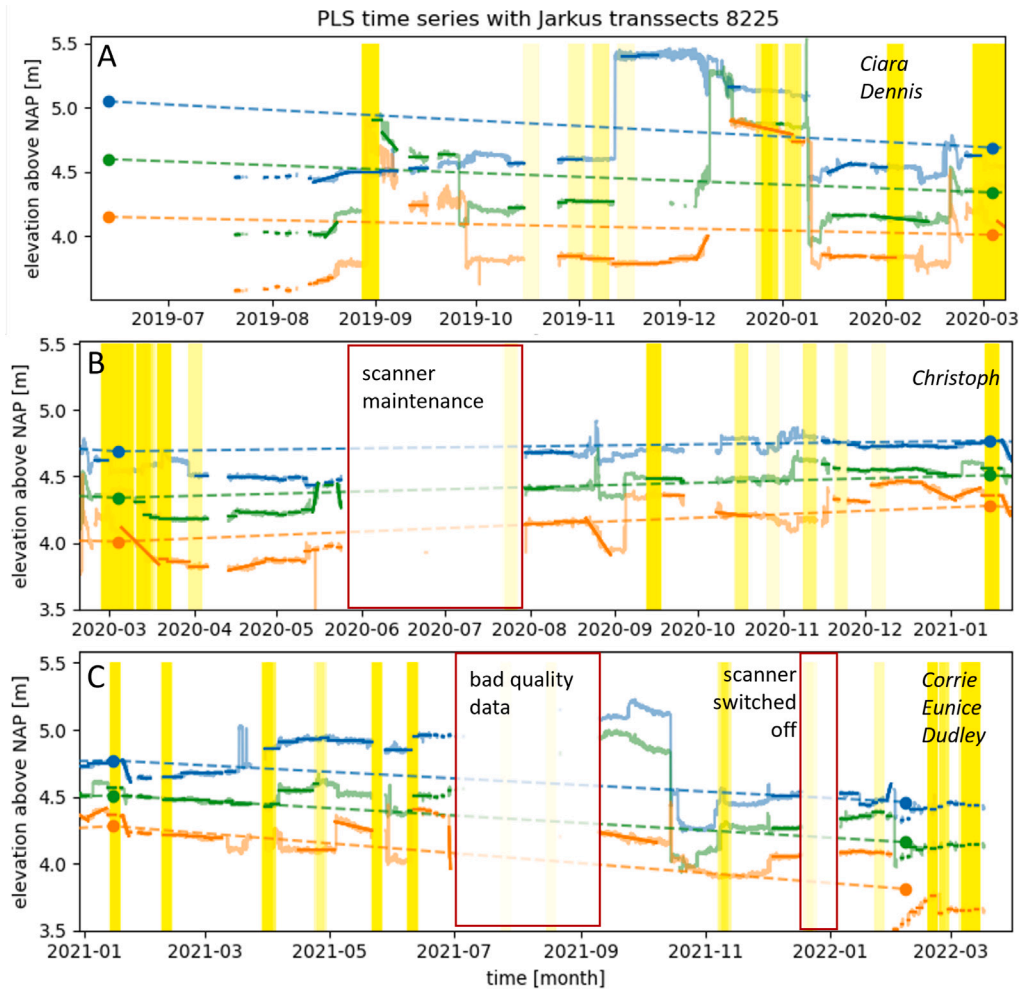 PLS time series with Jarkus transsects 8225
A
Ciara
Dennis
elevation above NAP [m]
5.5
5.0
4.5
4.0
2019-07 2019-08 2019-09 2019-10 2019-11 2019-12 2020-01 2020-02 2020-03
B
scanner
maintenance
Christoph
elevation above NAP [m]
5.5
5.0
4.5
4.0
3.5
2020-03 2020-04 2020-05 2020-06 2020-07 2020-08 2020-09 2020-10 2020-11 2020-12 2021-01
C
bad quality
data
scanner
switched
off
Corrie
Eunice
Dudley
elevation above NAP [m]
5.5
5.0
4.5
4.0
3.5
2021-01 2021-03 2021-05 2021-07 2021-09 2021-11 2022-01 2022-03
time [month]